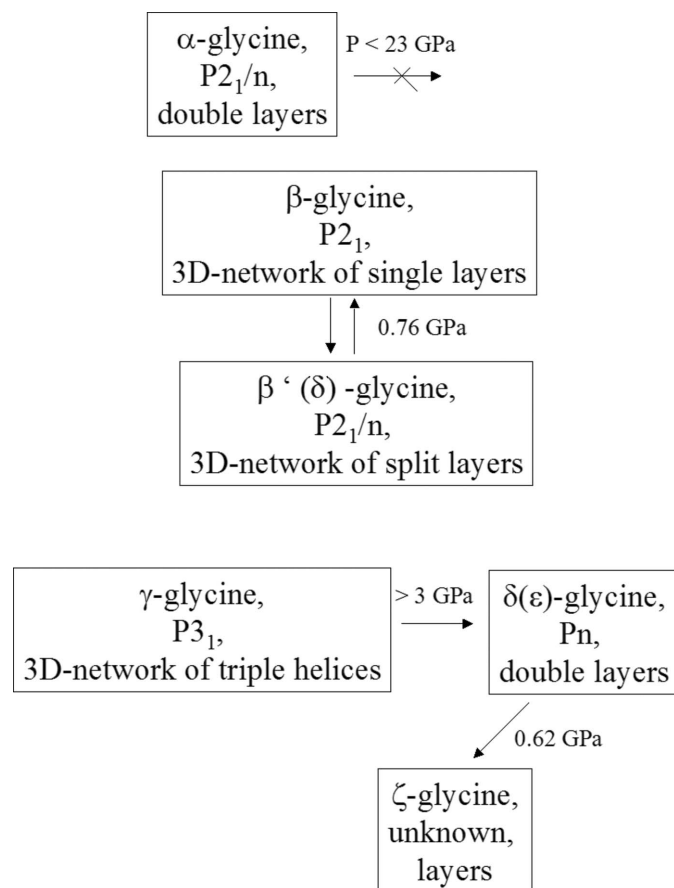 α-glycine,
P2₁/n,
double layers
P < 23 GPa
β-glycine,
P2₁,
3D-network of single layers
0.76 GPa
β ‘ (δ) -glycine,
P2₁/n,
3D-network of split layers
γ-glycine,
P3₁,
3D-network of triple helices
> 3 GPa
δ(ε)-glycine,
Pn,
double layers
0.62 GPa
ζ-glycine,
unknown,
layers